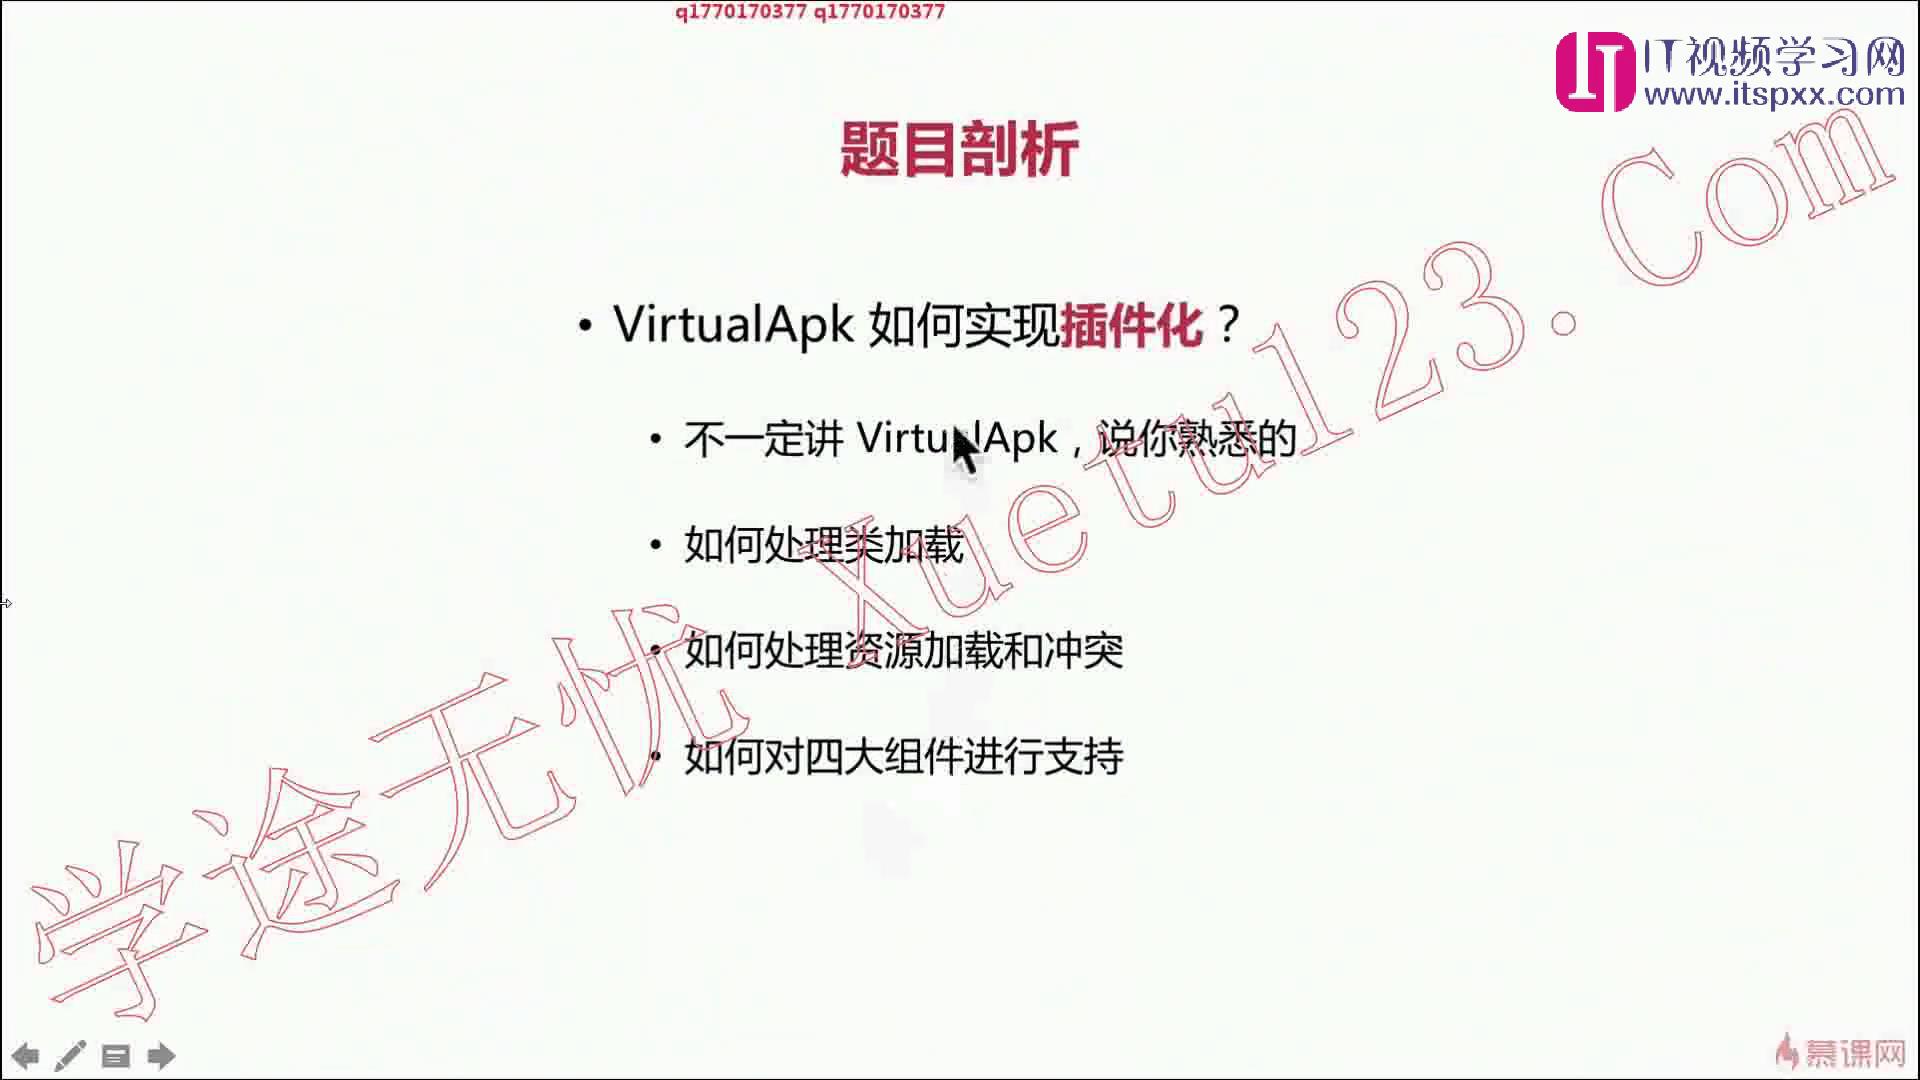 q1770170377 q1770170377
IT视频学习网
www.itspxx.com
题目剖析
• VirtualApk 如何实现插件化？
• 不一定讲 VirtualApk，说你熟悉的
• 如何处理类加载
• 如何处理资源加载和冲突
• 如何对四大组件进行支持
学途无忧 Xuetu123.Com
慕课网